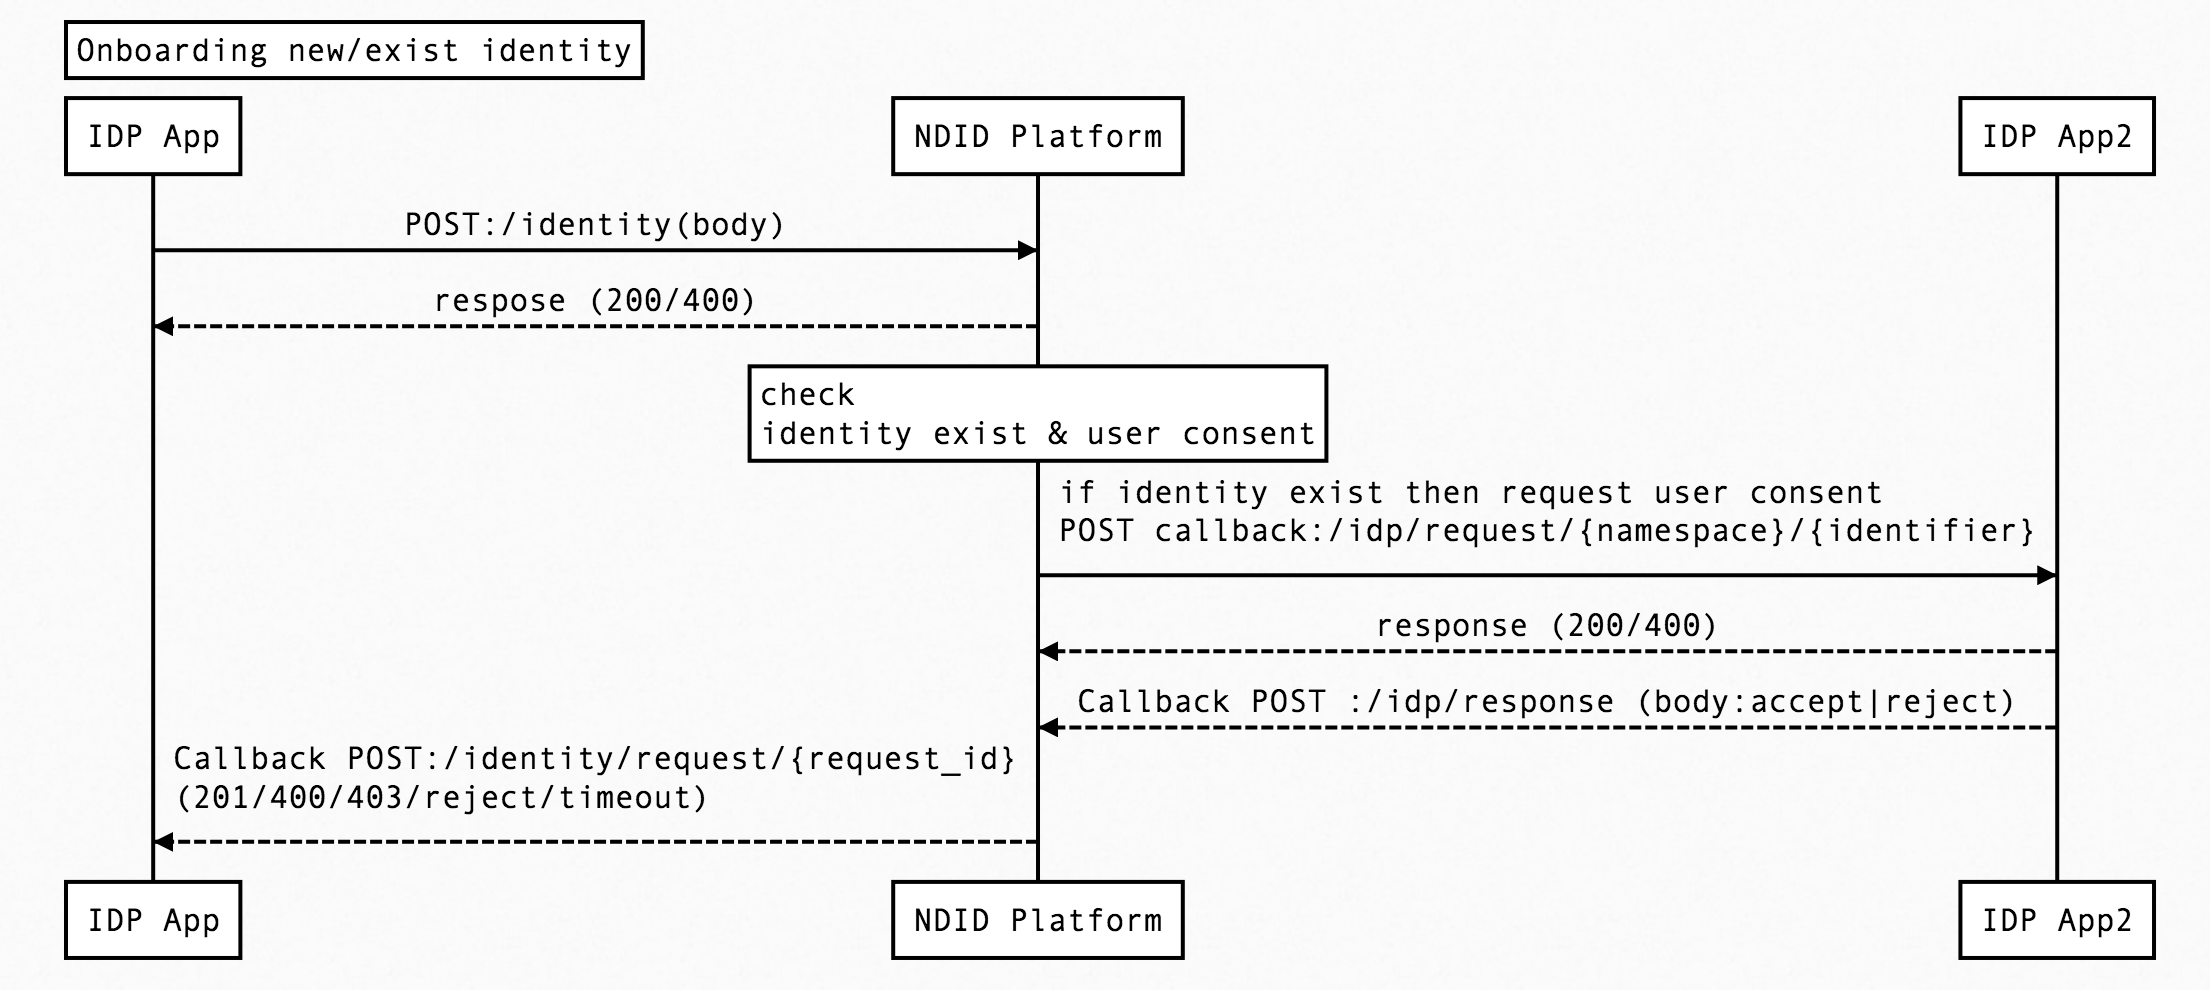 Onboarding new/exist identity
IDP App
NDID Platform
IDP App2
POST:/identity(body)
respose (200/400)
check
identity exist & user consent
if identity exist then request user consent
POST callback:/idp/request/{namespace}/{identifier}
response (200/400)
Callback POST :/idp/response (body:accept|reject)
Callback POST:/identity/request/{request_id}
(201/400/403/reject/timeout)
IDP App
NDID Platform
IDP App2